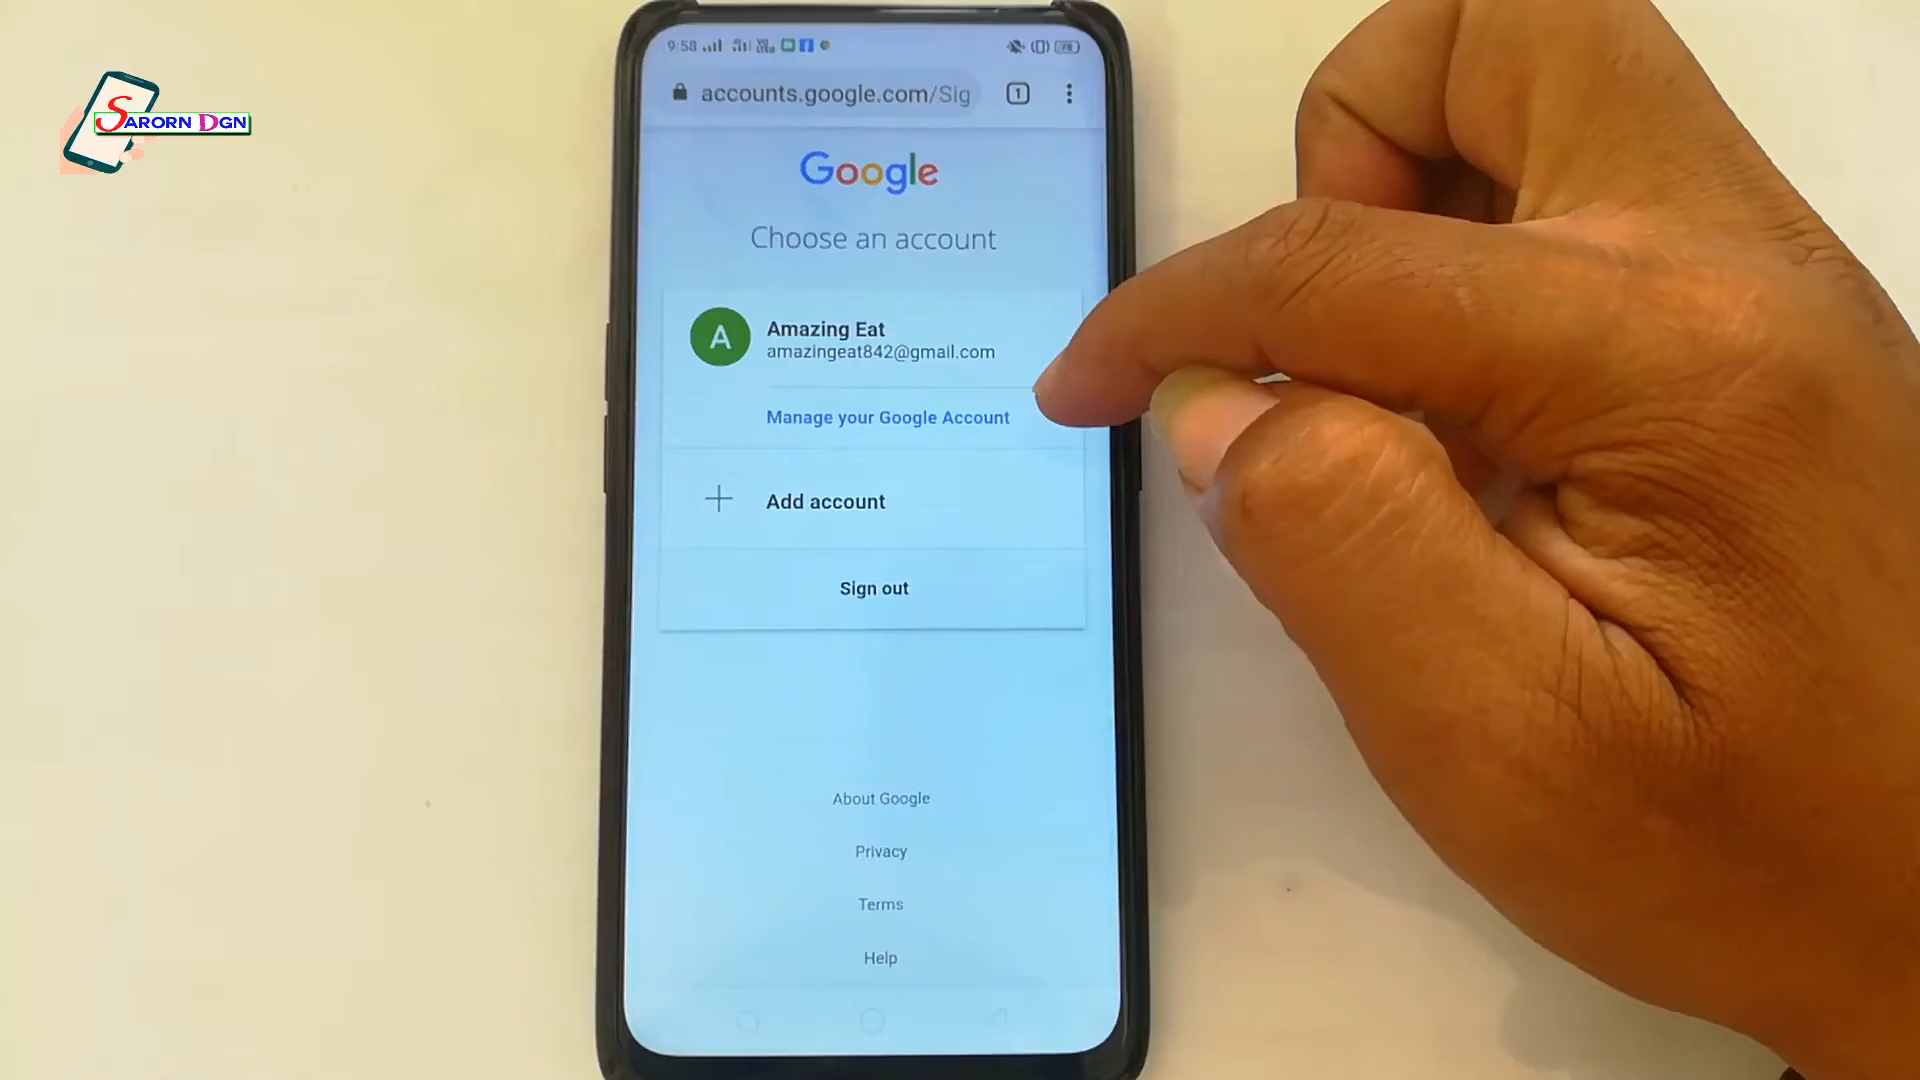 9:58
78
accounts.google.com/Sig
1
SARORN DGN
Google
Choose an account
A
Amazing Eat
amazingeat842@gmail.com
Manage your Google Account
Add account
Sign out
About Google
Privacy
Terms
Help